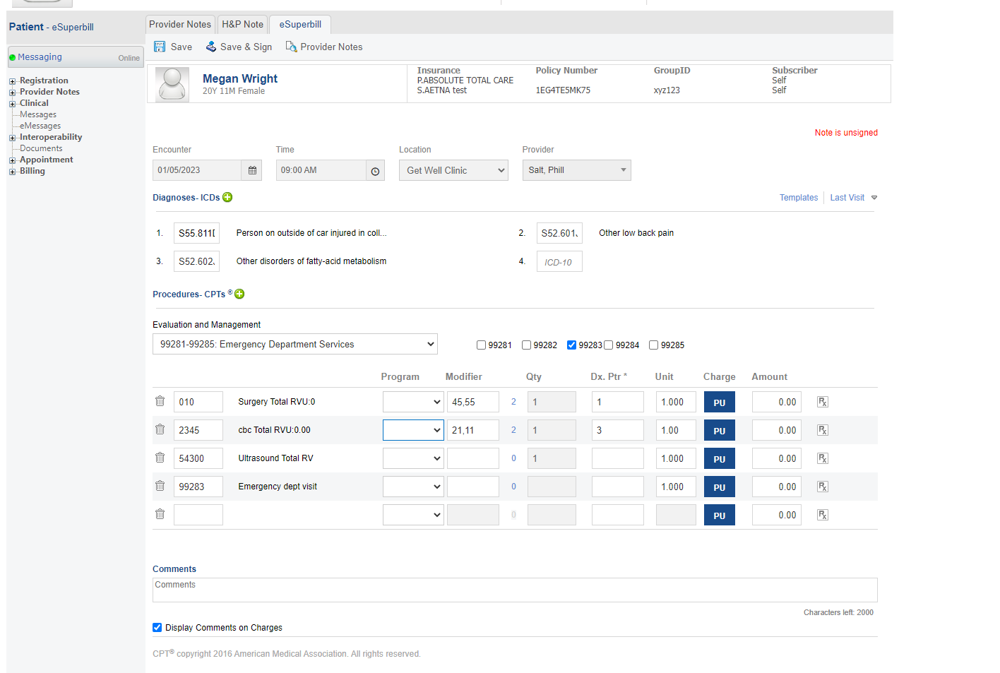 Patient - eSuperbill
Messaging Online
Registration
Provider Notes
Clinical
Messages
eMessages
Interoperability
Documents
Appointment
Billing
Provider Notes H&P Note eSuperbill
Save Save & Sign Provider Notes
Megan Wright
20Y 11M Female
Insurance Policy Number GroupID Subscriber
P.ABSOLUTE TOTAL CARE Self
S.AETNA test 1EG4TE5MK75 xyz123 Self
Note is unsigned
Encounter Time Location Provider
01/05/2023 09:00 AM Get Well Clinic Salt, Phill
Diagnoses- ICDs Templates Last Visit
1. S55.811 Person on outside of car injured in coll... 2. S52.601 Other low back pain
3. S52.602 Other disorders of fatty-acid metabolism 4. ICD-10
Procedures- CPTs ®
Evaluation and Management
99281-99285: Emergency Department Services 99281 99282 99283 99284 99285
Program Modifier Qty Dx. Ptr * Unit Charge Amount
010 Surgery Total RVU:0 45,55 2 1 1 1.000 PU 0.00 Rx
2345 cbc Total RVU:0.00 21,11 2 1 3 1.00 PU 0.00 Rx
54300 Ultrasound Total RV 0 1 1.000 PU 0.00 Rx
99283 Emergency dept visit 0 1.000 PU 0.00 Rx
0 PU 0.00 Rx
Comments
Comments
Characters left: 2000
Display Comments on Charges
CPT® copyright 2016 American Medical Association. All rights reserved.